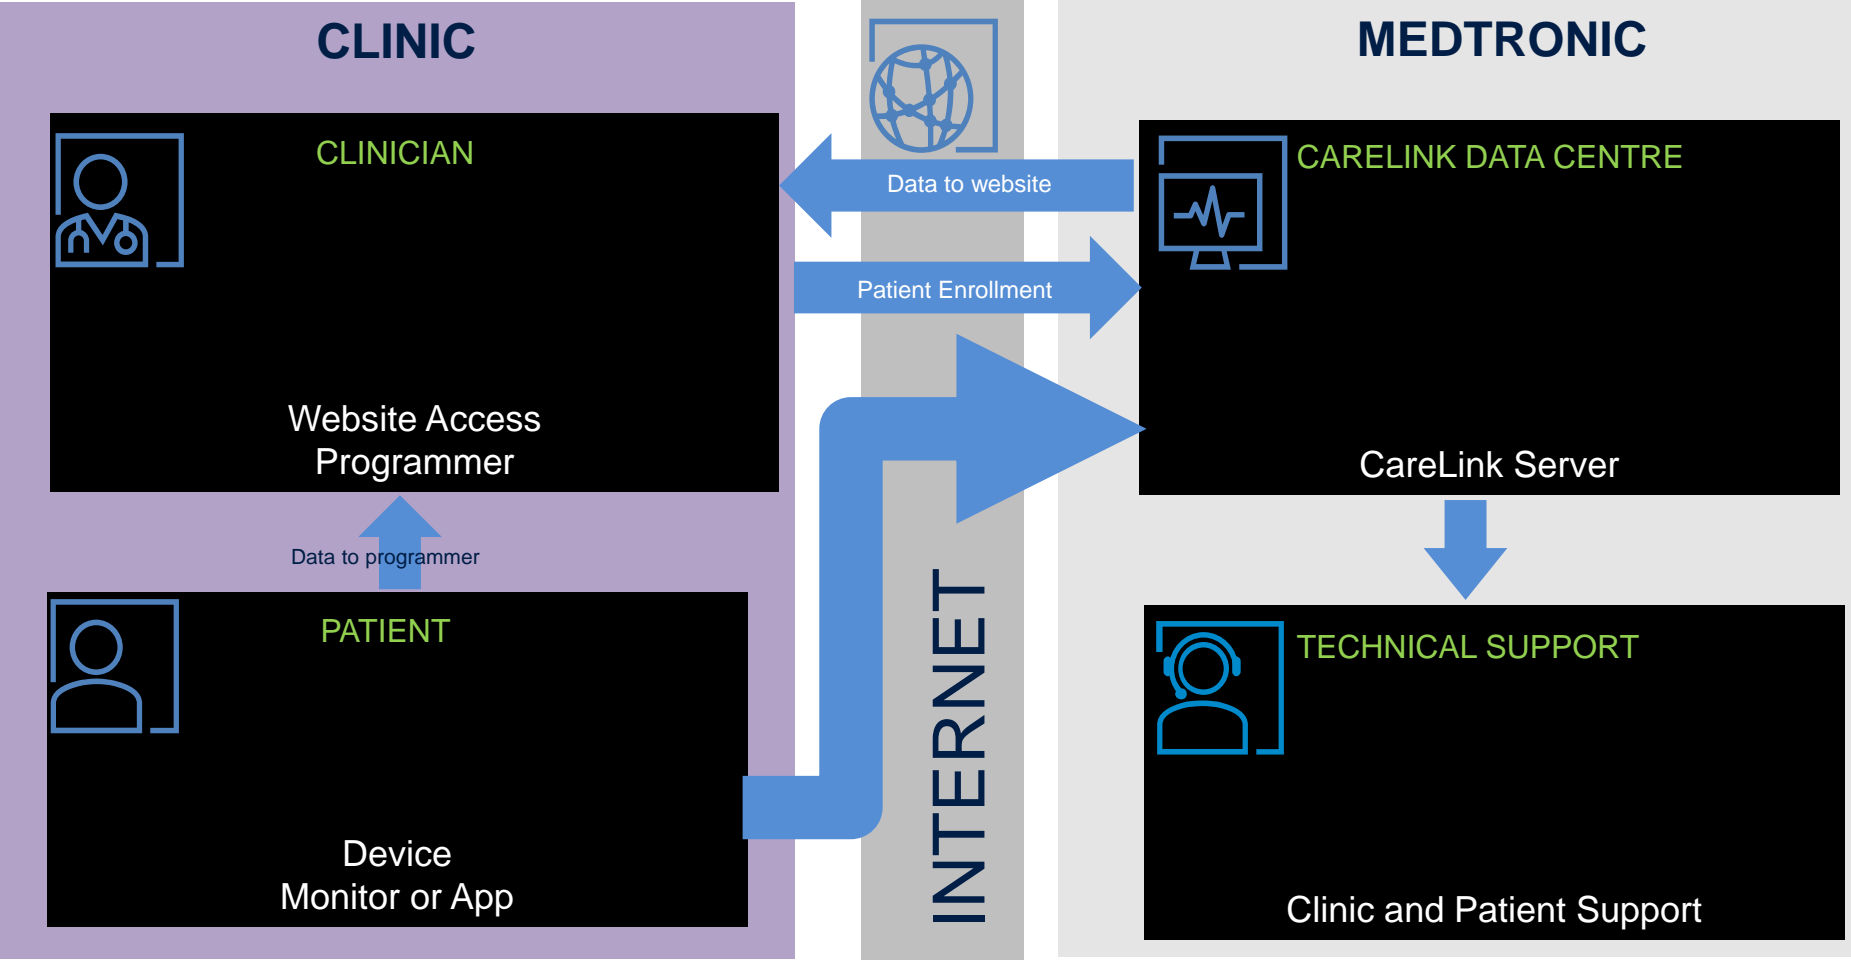 CLINIC
MEDTRONIC
CLINICIAN
CARELINK DATA CENTRE
Data to website
Patient Enrollment
Website Access
Programmer
CareLink Server
Data to programmer
INTERNET
PATIENT
TECHNICAL SUPPORT
Device
Monitor or App
Clinic and Patient Support